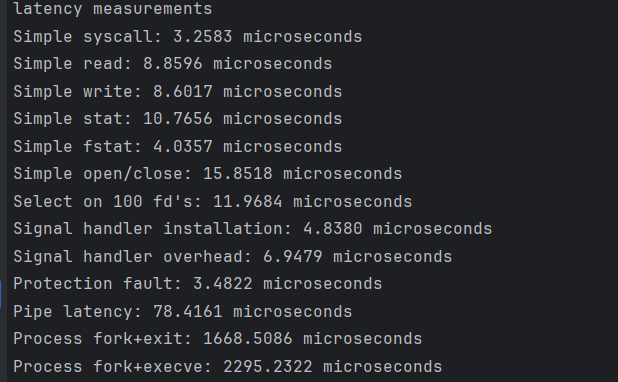 latency measurements
Simple syscall: 3.2583 microseconds
Simple read: 8.8596 microseconds
Simple write: 8.6017 microseconds
Simple stat: 10.7656 microseconds
Simple fstat: 4.0357 microseconds
Simple open/close: 15.8518 microseconds
Select on 100 fd's: 11.9684 microseconds
Signal handler installation: 4.8380 microseconds
Signal handler overhead: 6.9479 microseconds
Protection fault: 3.4822 microseconds
Pipe latency: 78.4161 microseconds
Process fork+exit: 1668.5086 microseconds
Process fork+execve: 2295.2322 microseconds